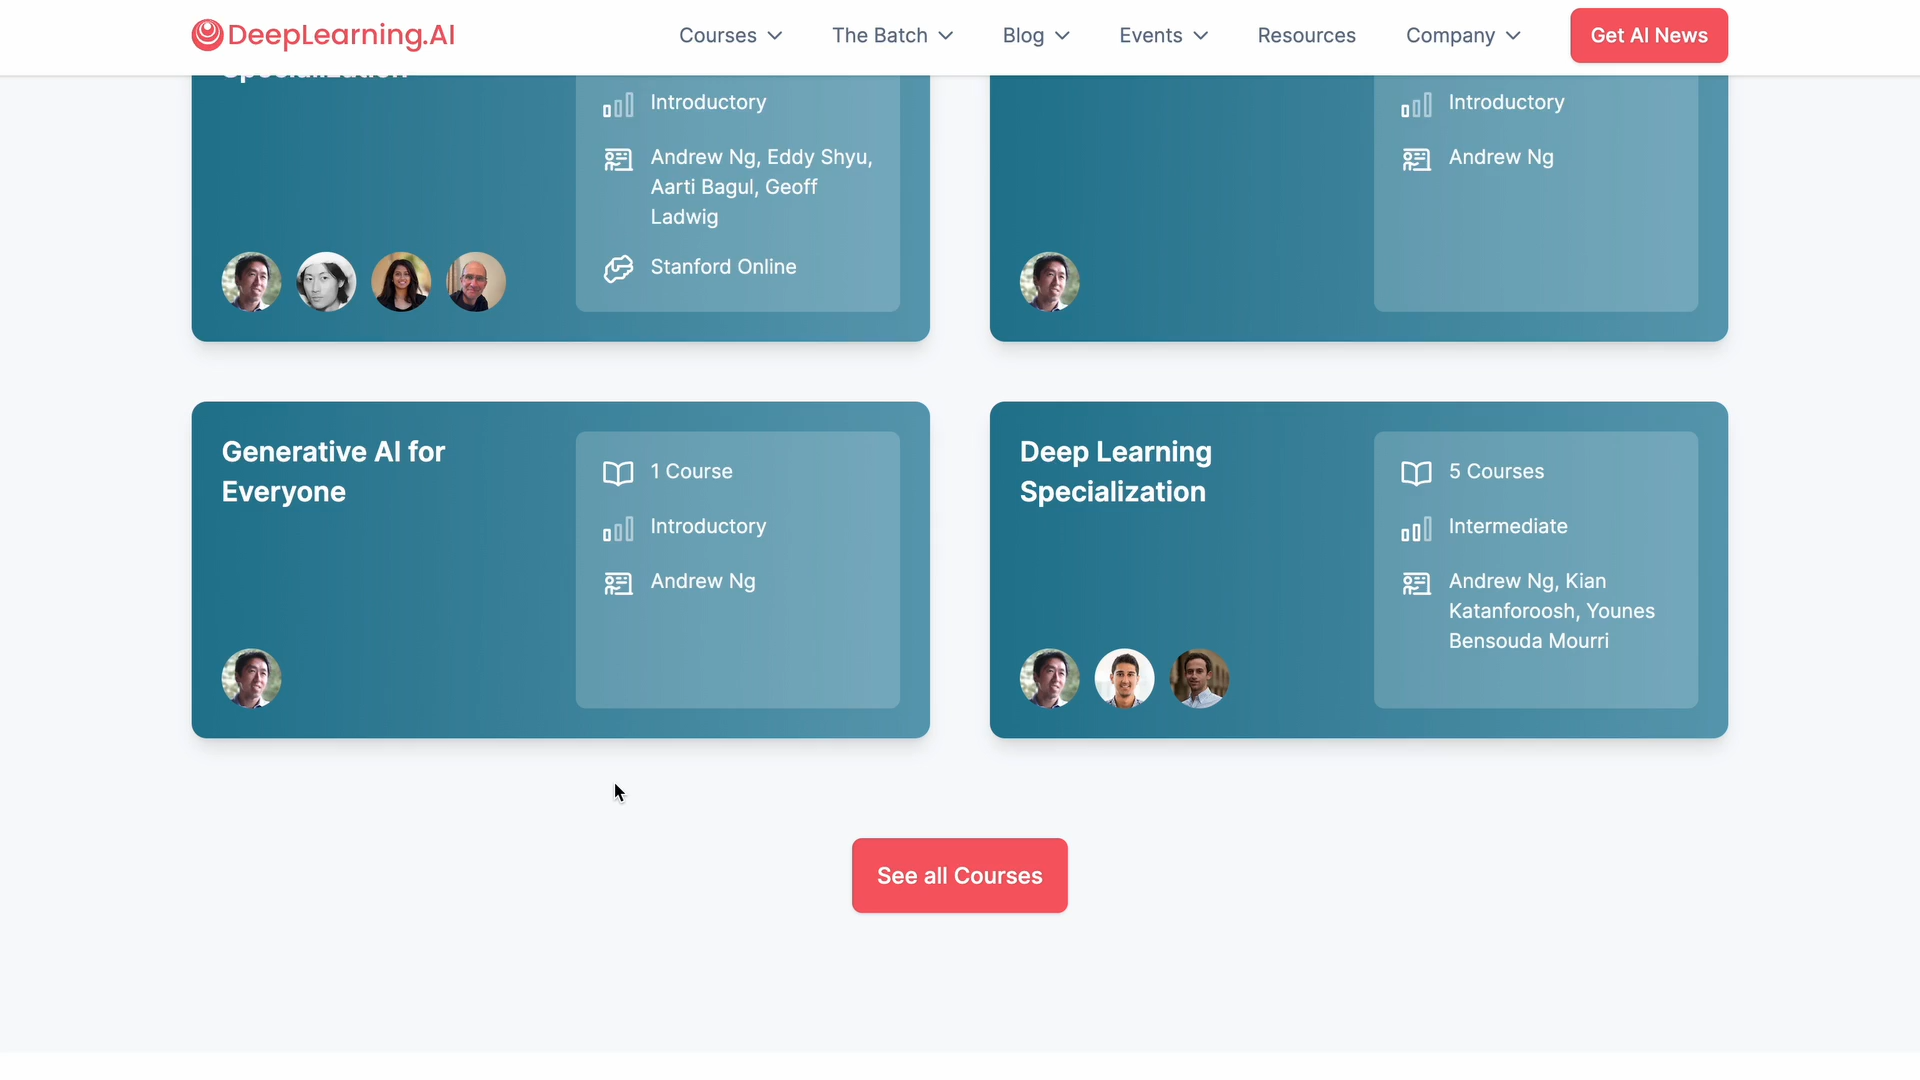 DeepLearning.AI
Courses
The Batch
Blog
Events
Resources
Company
Get AI News
Specialization
Introductory
Andrew Ng, Eddy Shyu,
Aarti Bagul, Geoff
Ladwig
Stanford Online
Introductory
Andrew Ng
Generative AI for
Everyone
1 Course
Introductory
Andrew Ng
Deep Learning
Specialization
5 Courses
Intermediate
Andrew Ng, Kian
Katanforoosh, Younes
Bensouda Mourri
See all Courses